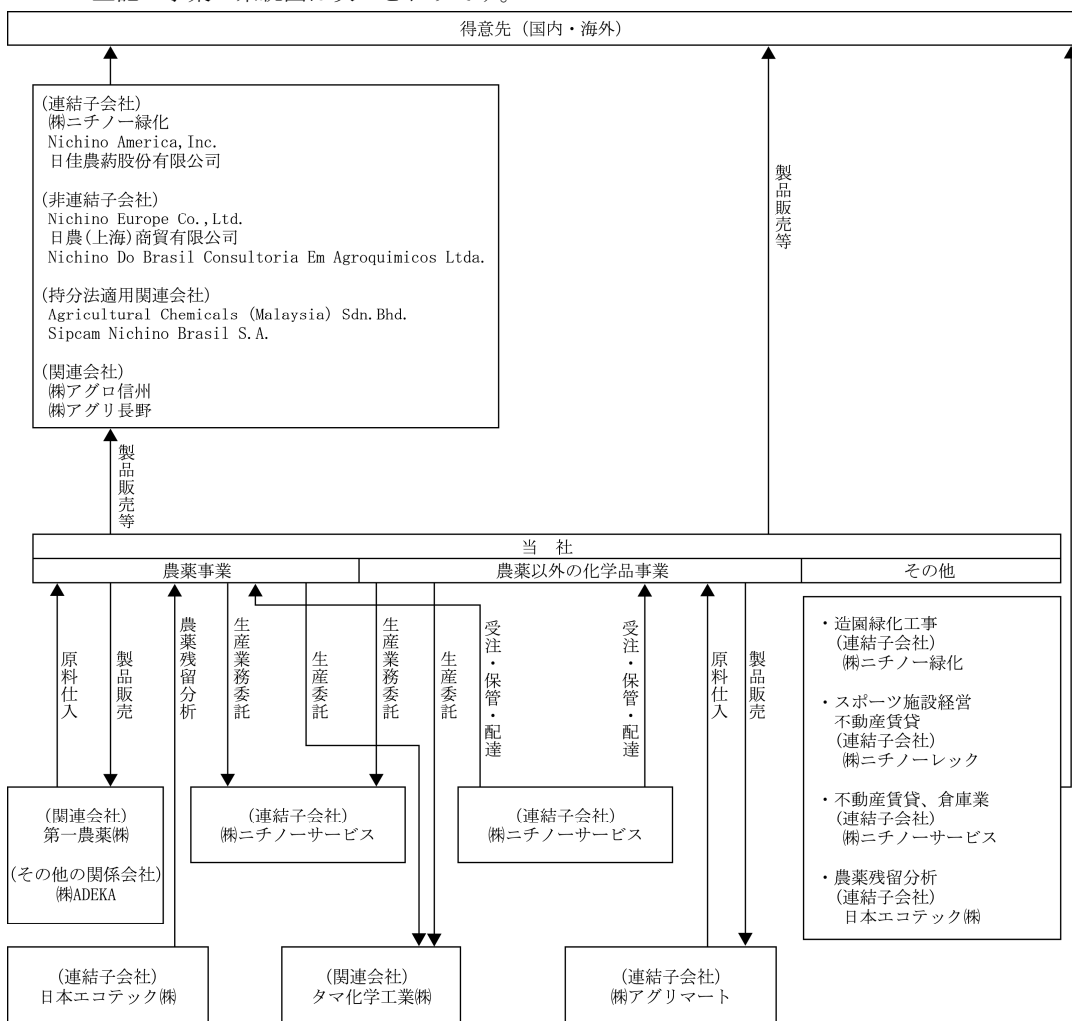 得意先（国内・海外）
(連結子会社)
㈱ニチノー緑化
Nichino America,Inc.
日佳農葯股份有限公司
(非連結子会社)
Nichino Europe Co.,Ltd.
日農(上海)商貿有限公司
Nichino Do Brasil Consultoria Em Agroquimicos Ltda.
(持分法適用関連会社)
Agricultural Chemicals (Malaysia) Sdn.Bhd.
Sipcam Nichino Brasil S.A.
(関連会社)
㈱アグロ信州
㈱アグリ長野
製品販売等
製品販売等
当　社
農薬事業
農薬以外の化学品事業
その他
原料仕入
製品販売
農薬残留分析
生産業務委託
生産委託
生産業務委託
生産委託
受注・保管・配達
受注・保管・配達
原料仕入
製品販売
・造園緑化工事
(連結子会社)
㈱ニチノー緑化
・スポーツ施設経営
不動産賃貸
(連結子会社)
㈱ニチノーレック
・不動産賃貸、倉庫業
(連結子会社)
㈱ニチノーサービス
・農薬残留分析
(連結子会社)
日本エコテック㈱
(関連会社)
第一農薬㈱
(その他の関係会社)
㈱ADEKA
(連結子会社)
㈱ニチノーサービス
(連結子会社)
㈱ニチノーサービス
(連結子会社)
日本エコテック㈱
(関連会社)
タマ化学工業㈱
(連結子会社)
㈱アグリマート